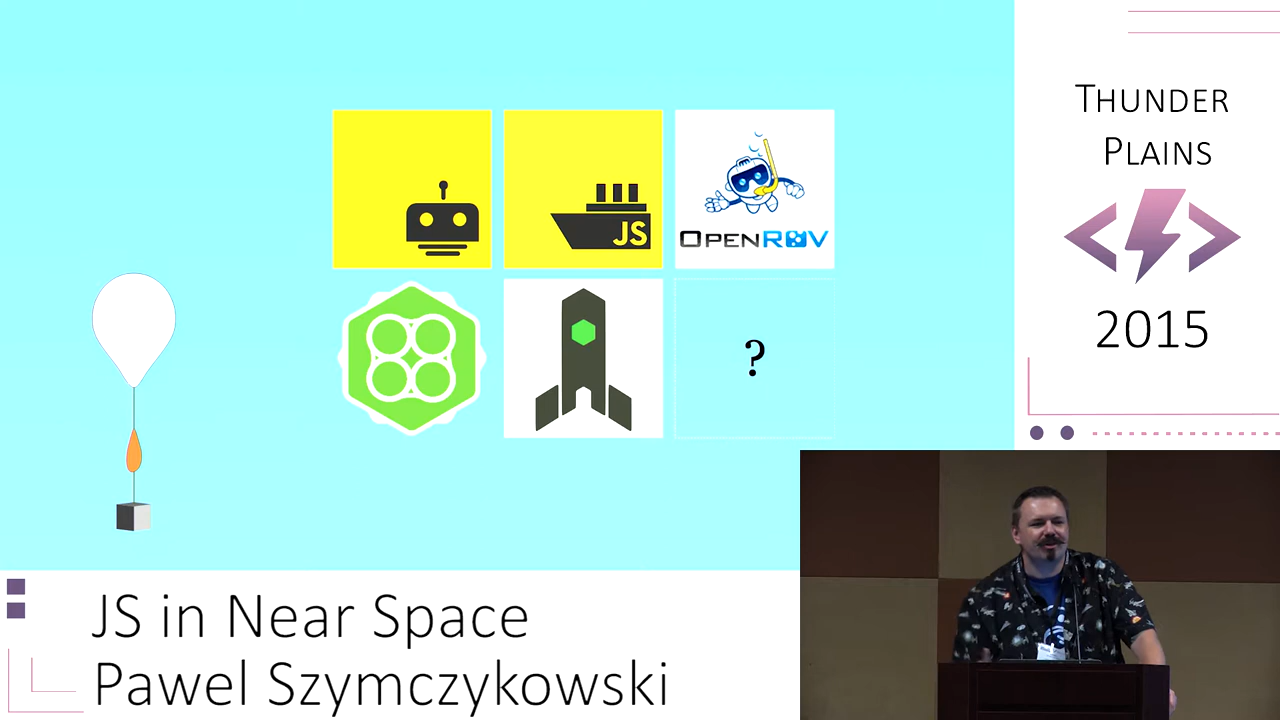 JS
OpenROV
?
THUNDER
PLAINS
2015
JS in Near Space
Pawel Szymczykowski